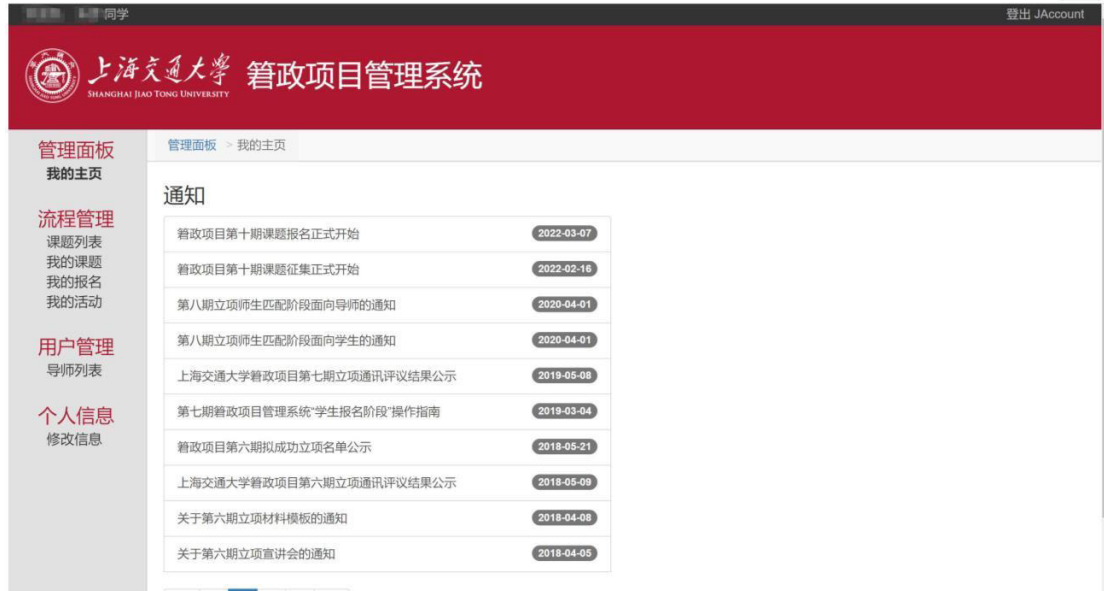 同学
登出 JAccount
上海交通大学
SHANGHAI JIAO TONG UNIVERSITY
箬政项目管理系统
管理面板
我的主页
流程管理
课题列表
我的课题
我的报名
我的活动
用户管理
导师列表
个人信息
修改信息
管理面板 > 我的主页
通知
箬政项目第十期课题报名正式开始 2022-03-07
箬政项目第十期课题征集正式开始 2022-02-16
第八期立项师生匹配阶段面向导师的通知 2020-04-01
第八期立项师生匹配阶段面向学生的通知 2020-04-01
上海交通大学箬政项目第七期立项通讯评议结果公示 2019-05-08
第七期箬政项目管理系统“学生报名阶段”操作指南 2019-03-04
箬政项目第六期拟成功立项名单公示 2018-05-21
上海交通大学箬政项目第六期立项通讯评议结果公示 2018-05-09
关于第六期立项材料模板的通知 2018-04-08
关于第六期立项宣讲会的通知 2018-04-05